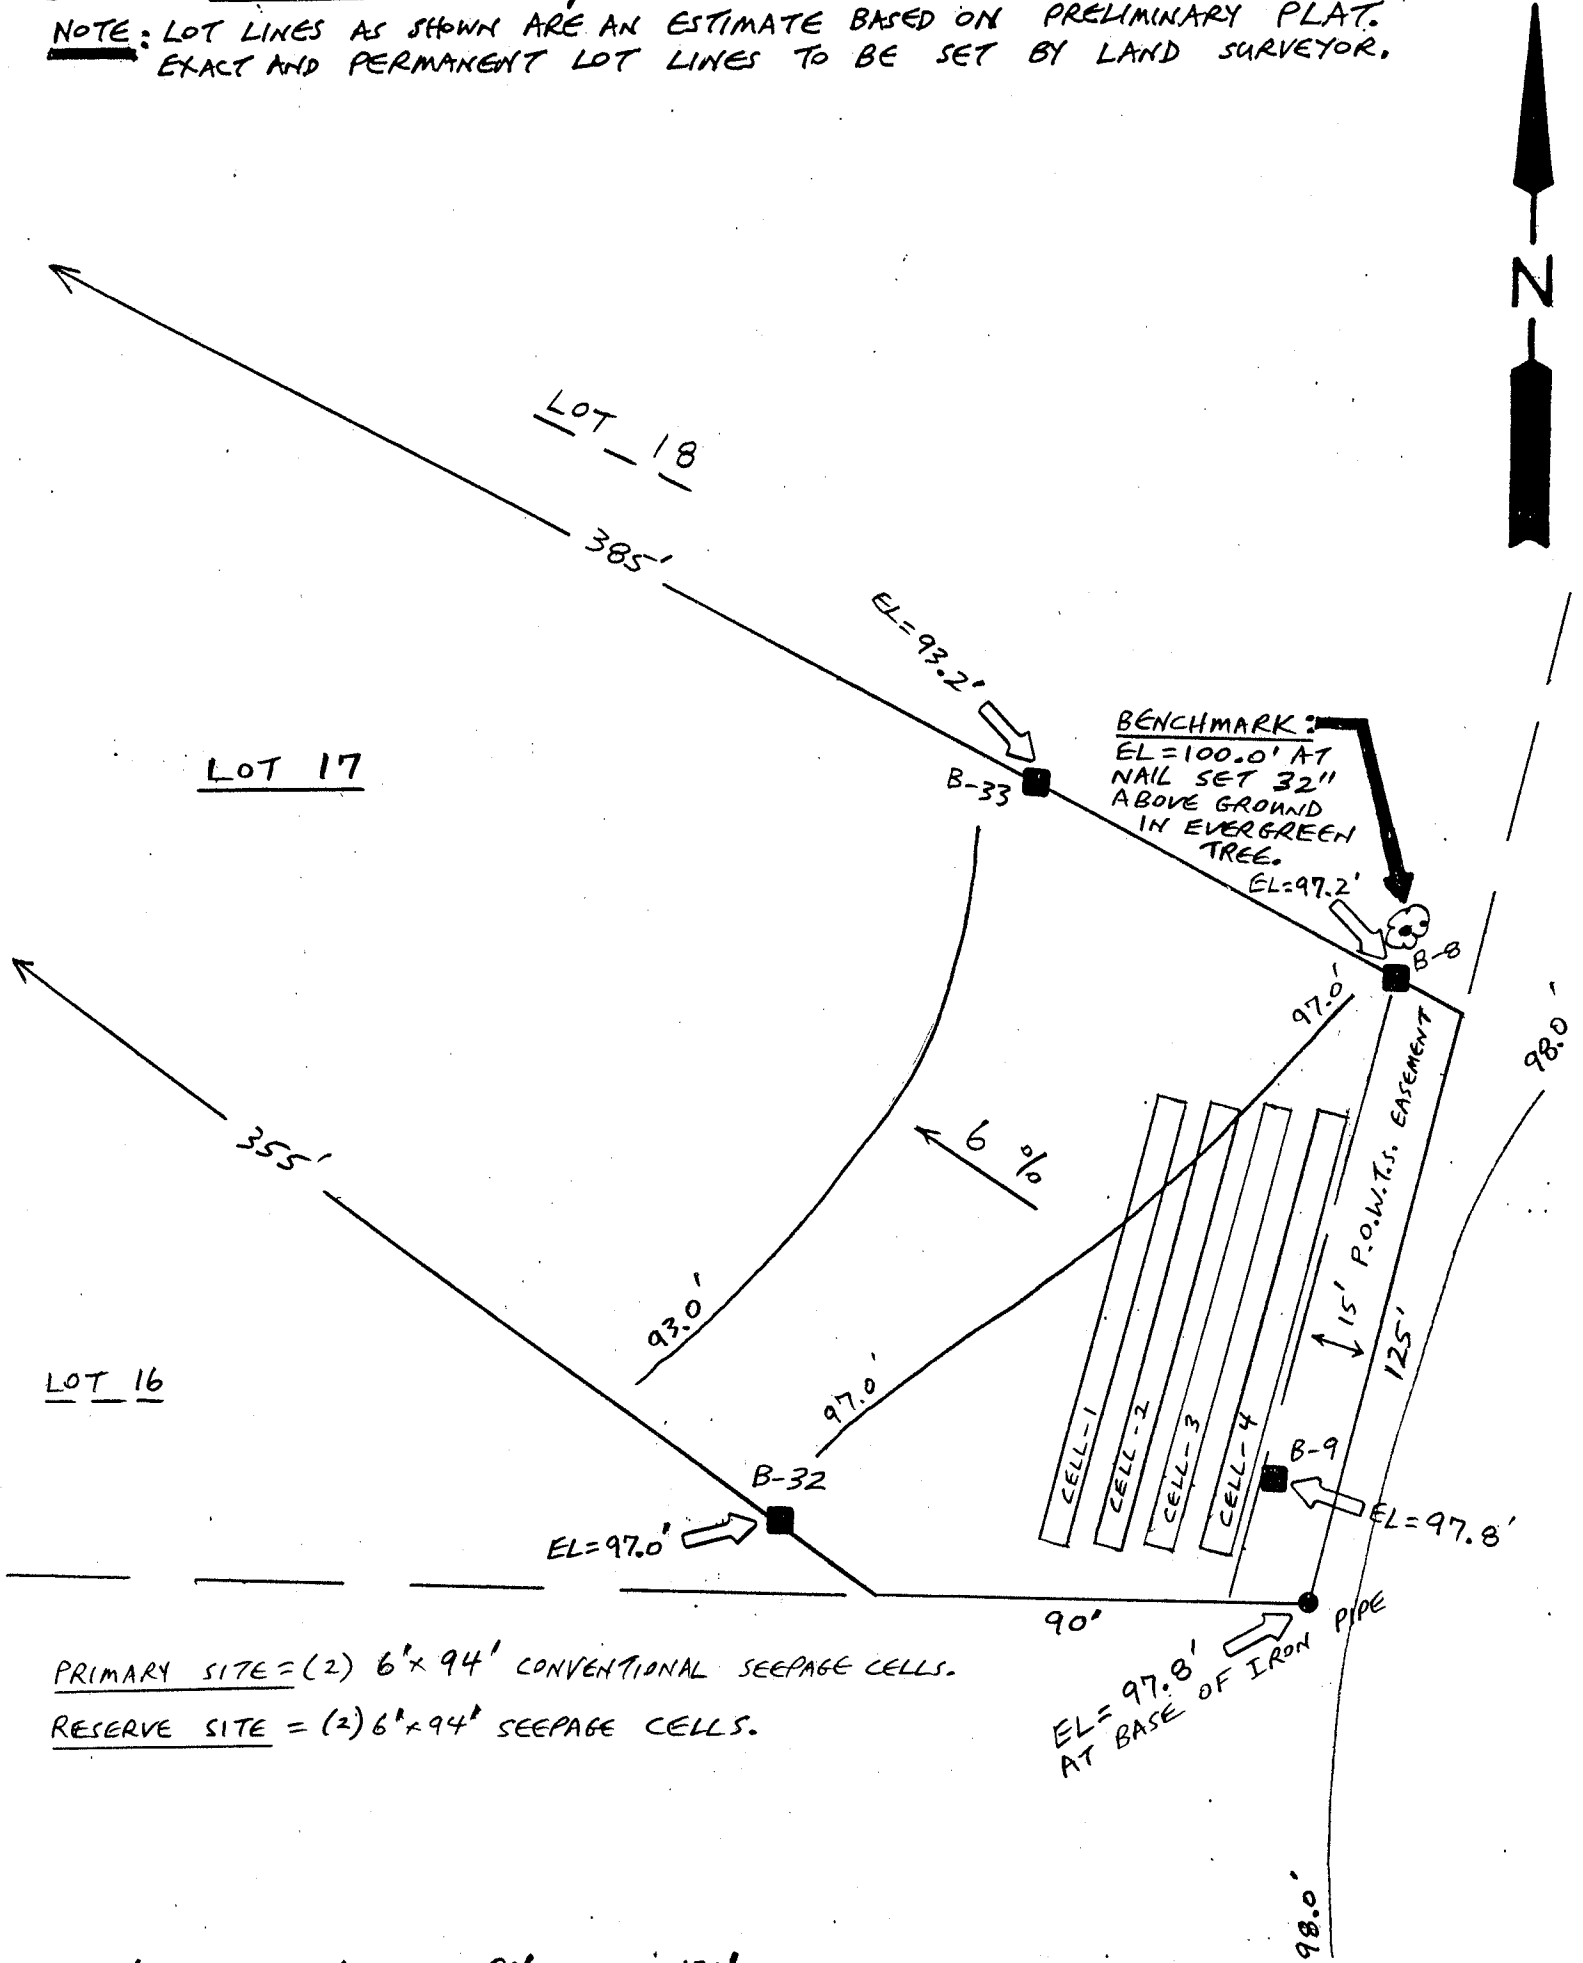 NOTE: LOT LINES AS SHOWN ARE AN ESTIMATE BASED ON PRELIMINARY PLAT.
EXACT AND PERMANENT LOT LINES TO BE SET BY LAND SURVEYOR.
N
LOT 18
385'
EL=93.2'
B-33
BENCHMARK:
EL=100.0' AT
NAIL SET 32"
ABOVE GROUND
IN EVERGREEN
TREE.
EL=97.2'
B-8
LOT 17
97.0'
98.0'
15' P.O.W.T.S. EASEMENT
6 %
355'
93.0'
125'
LOT 16
97.0'
CELL-1
CELL-2
CELL-3
CELL-4
B-9
EL=97.8'
B-32
EL=97.0'
90'
PIPE
EL=97.8'
AT BASE OF IRON
PRIMARY SITE=(2) 6'x 94' CONVENTIONAL SEEPAGE CELLS.
RESERVE SITE = (2) 6'x94' SEEPAGE CELLS.
98.0'